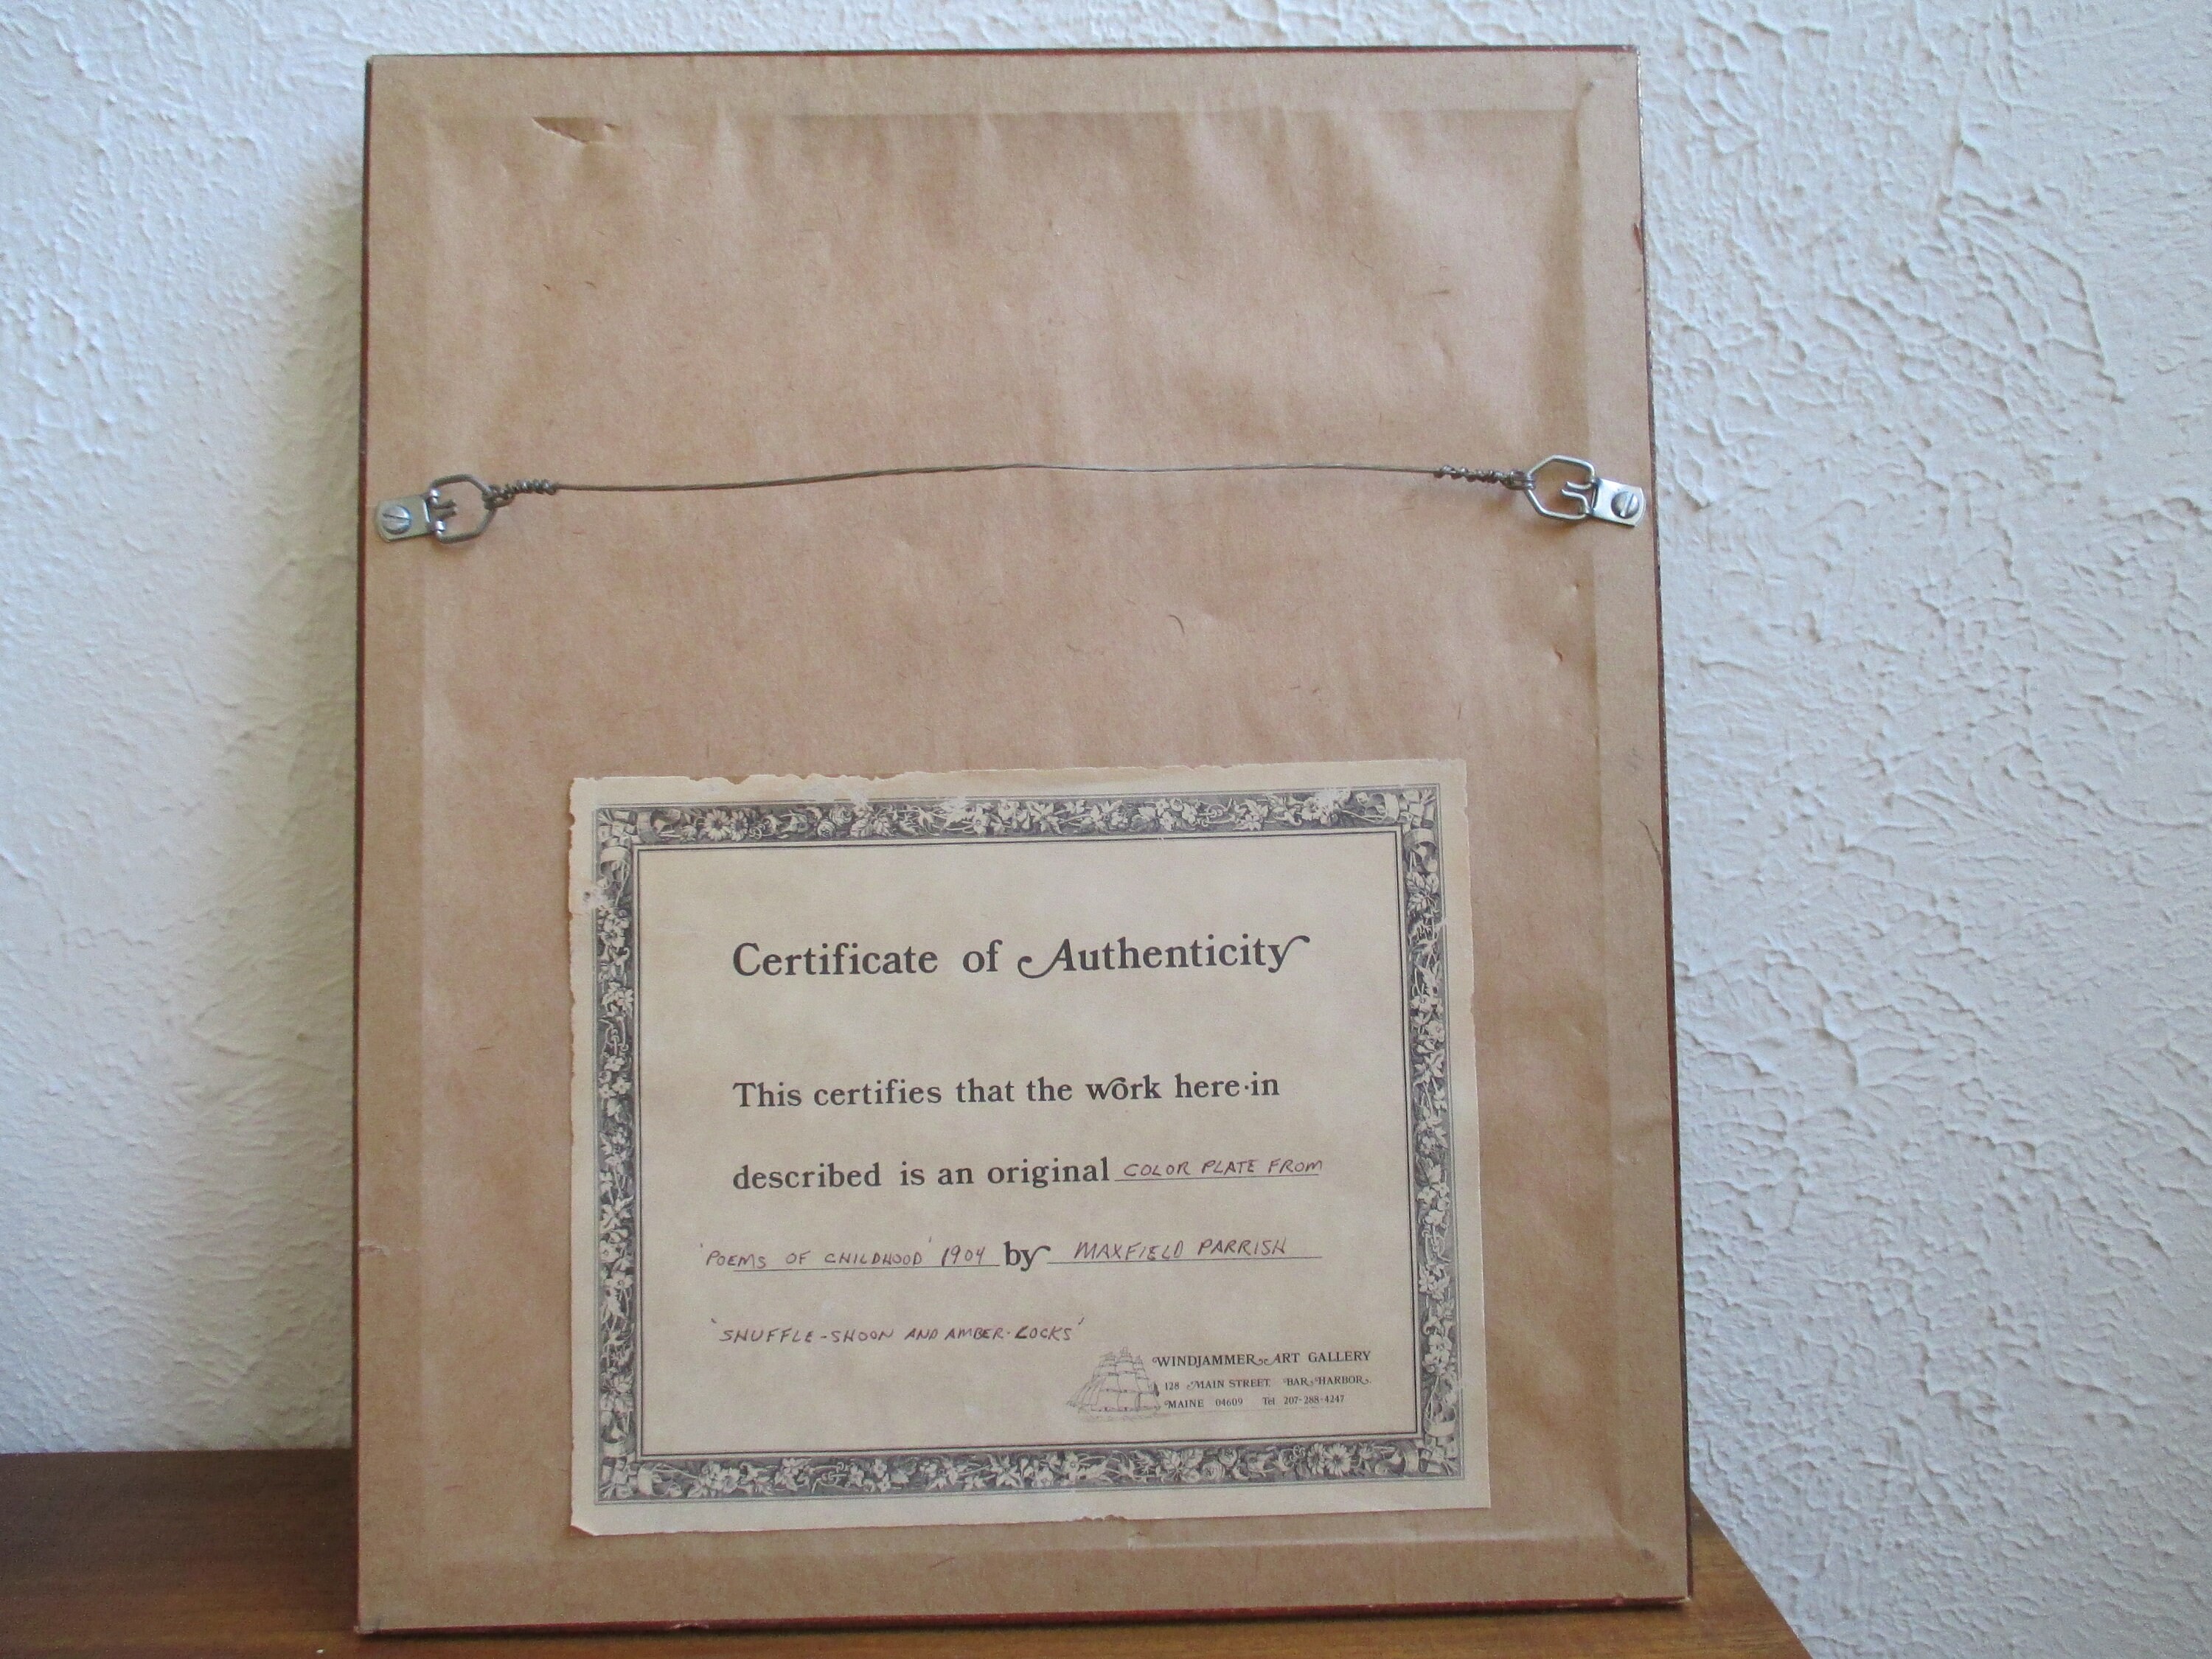 Certificate of Authenticity
This certifies that the work here·in
described is an original COLOR PLATE FROM
'POEMS OF CHILDHOOD' 1904 by MAXFIELD PARRISH
'SHUFFLE-SHOON AND AMBER-LOCKS'
WINDJAMMER ART GALLERY
128 MAIN STREET BAR HARBOR,
MAINE 04609 Tel 207-288-4247